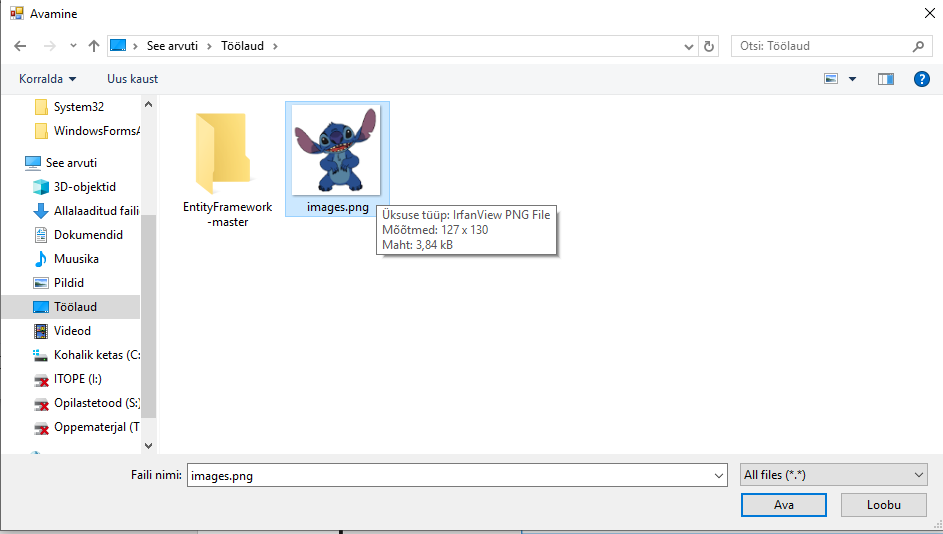 Avamine
See arvuti > Töölaud >
Otsi: Töölaud
Korralda
Uus kaust
System32
WindowsFormsA
See arvuti
3D-objektid
Allalaaditud faili
Dokumendid
Muusika
Pildid
Töölaud
Videod
Kohalik ketas (C:
ITOPE (I:)
Opilastetood (S:)
Oppematerjal (T
EntityFramework
-master
images.png
Üksuse tüüp: IrfanView PNG File
Mõõtmed: 127 x 130
Maht: 3,84 kB
Faili nimi:
images.png
All files (*.*)
Ava
Loobu